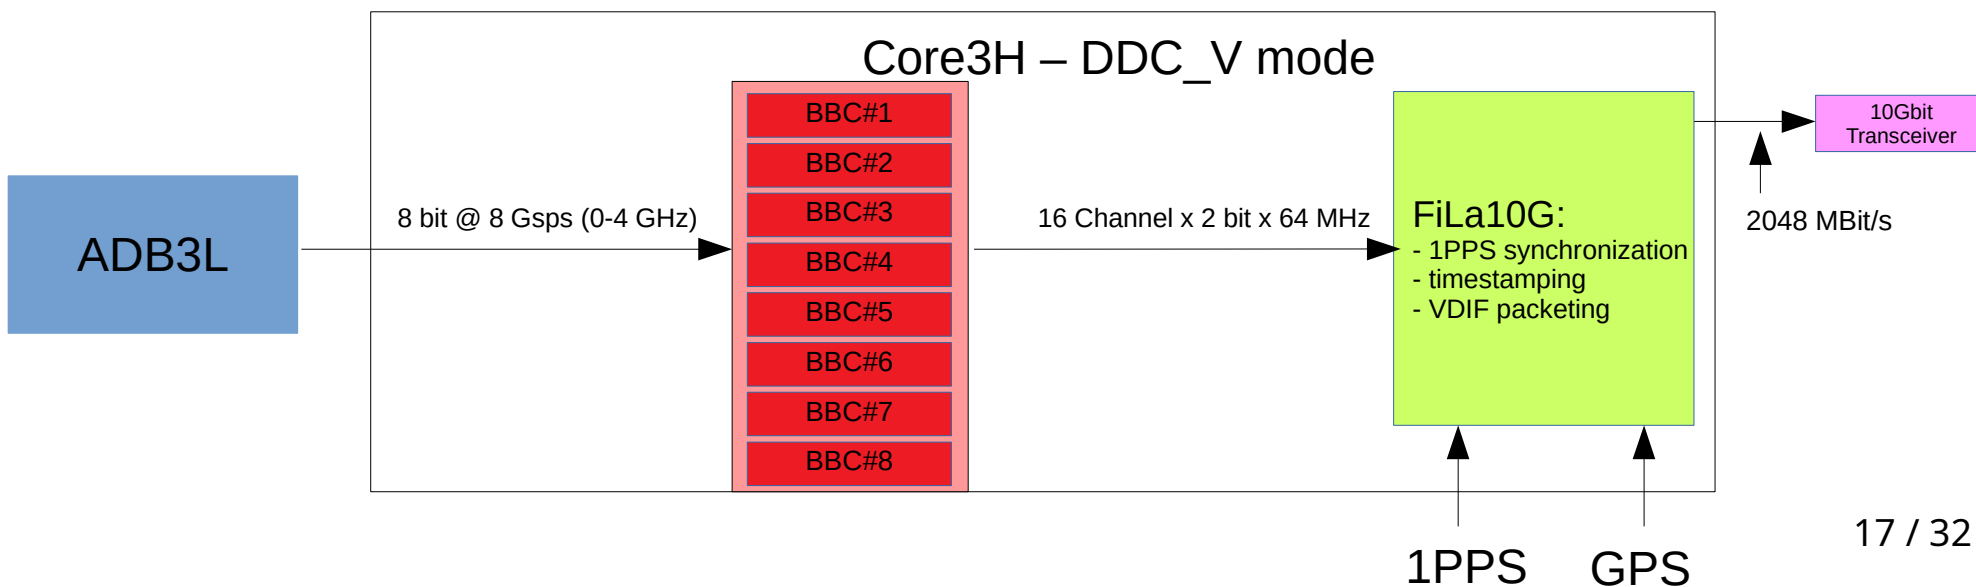 Core3H – DDC_V mode
ADB3L
8 bit @ 8 Gsps (0-4 GHz)
BBC#1
BBC#2
BBC#3
BBC#4
BBC#5
BBC#6
BBC#7
BBC#8
16 Channel x 2 bit x 64 MHz
FiLa10G:
- 1PPS synchronization
- timestamping
- VDIF packeting
10Gbit
Transceiver
2048 MBit/s
1PPS
GPS
17 / 32